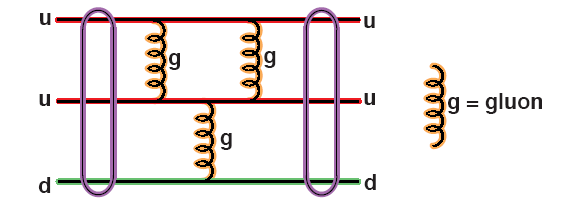 u u
g g
u u
g = gluon
g
d d